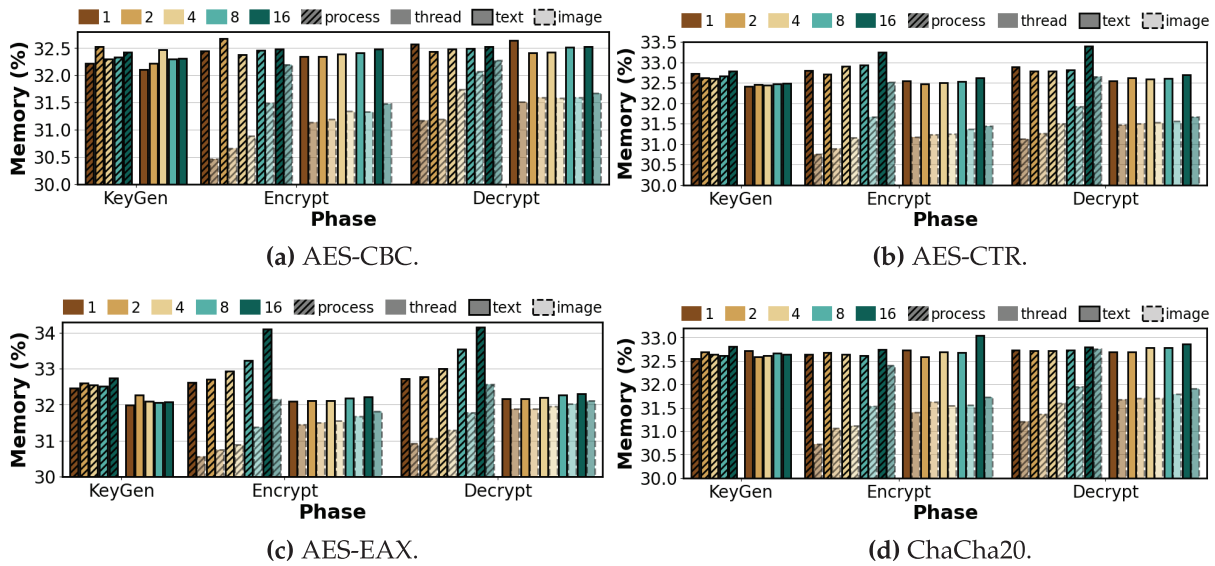 1 2 4 8 16 process thread text image
32.5
32.0
31.5
31.0
30.5
30.0
Memory (%)
KeyGen Encrypt Decrypt
Phase
(a) AES-CBC.
1 2 4 8 16 process thread text image
33.5
33.0
32.5
32.0
31.5
31.0
30.5
30.0
Memory (%)
KeyGen Encrypt Decrypt
Phase
(b) AES-CTR.
1 2 4 8 16 process thread text image
34
33
32
31
30
Memory (%)
KeyGen Encrypt Decrypt
Phase
(c) AES-EAX.
1 2 4 8 16 process thread text image
33.0
32.5
32.0
31.5
31.0
30.5
30.0
Memory (%)
KeyGen Encrypt Decrypt
Phase
(d) ChaCha20.